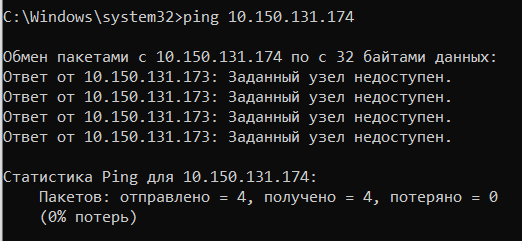 C:\Windows\system32>ping 10.150.131.174
Обмен пакетами с 10.150.131.174 по с 32 байтами данных:
Ответ от 10.150.131.173: Заданный узел недоступен.
Ответ от 10.150.131.173: Заданный узел недоступен.
Ответ от 10.150.131.173: Заданный узел недоступен.
Ответ от 10.150.131.173: Заданный узел недоступен.
Статистика Ping для 10.150.131.174:
Пакетов: отправлено = 4, получено = 4, потеряно = 0
(0% потерь)